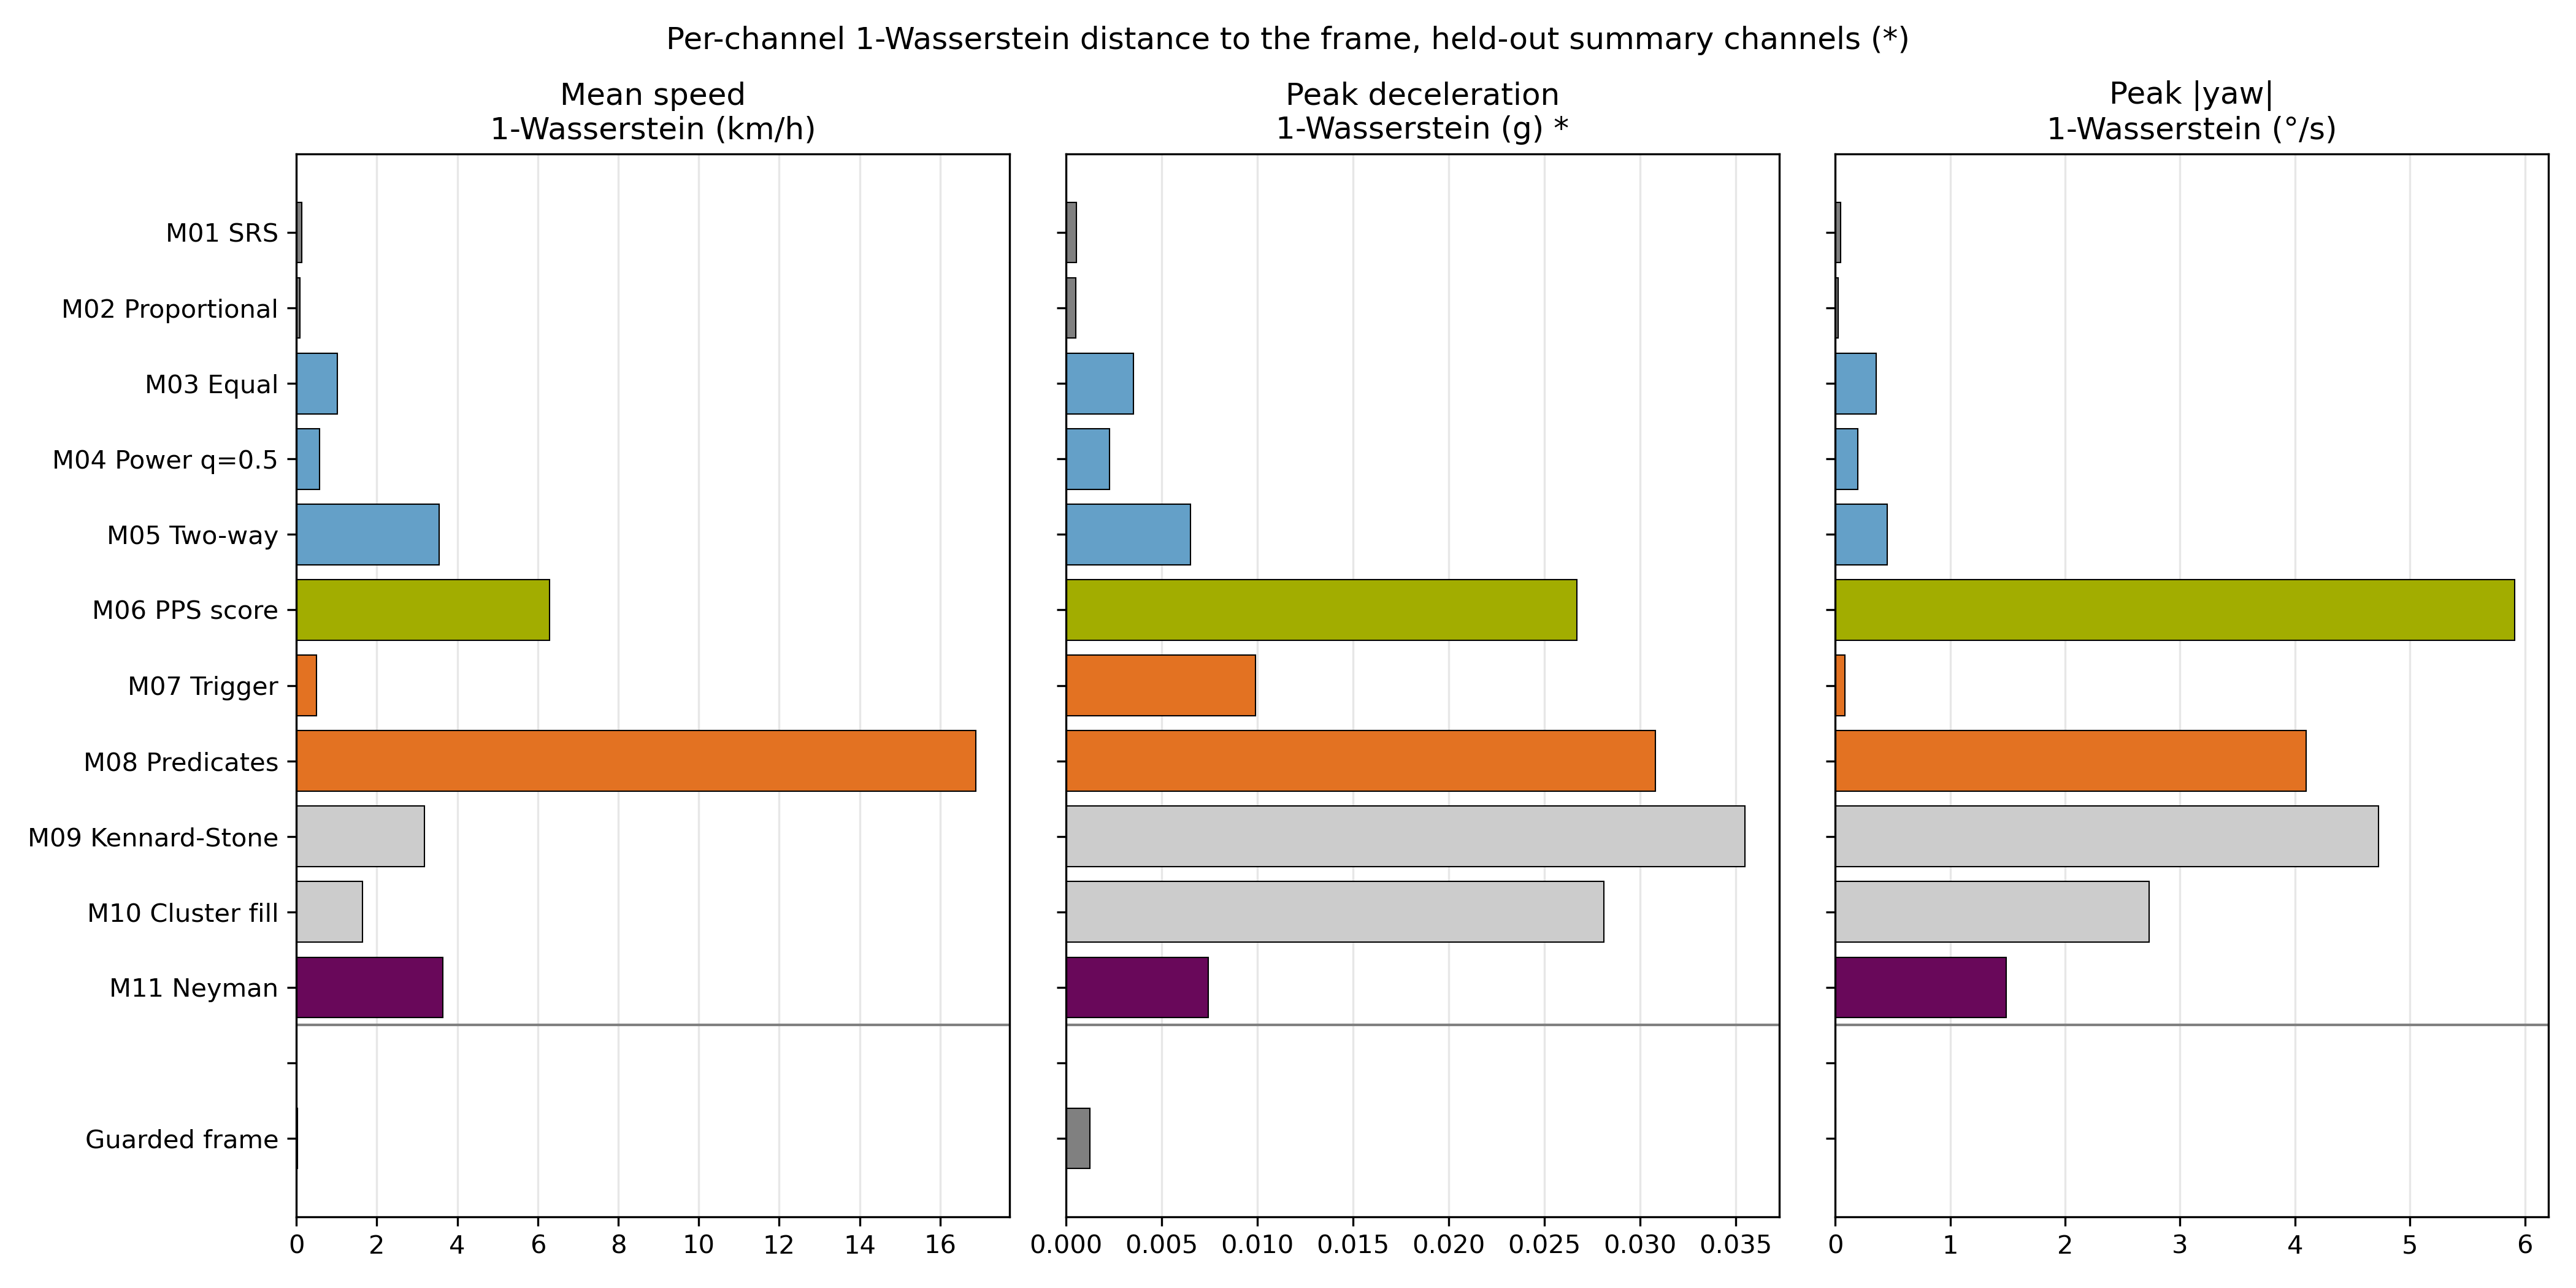 Per-channel 1-Wasserstein distance to the frame, held-out summary channels (*)
Mean speed
1-Wasserstein (km/h)
Peak deceleration
1-Wasserstein (g) *
Peak |yaw|
1-Wasserstein (°/s)
M01 SRS
M02 Proportional
M03 Equal
M04 Power q=0.5
M05 Two-way
M06 PPS score
M07 Trigger
M08 Predicates
M09 Kennard-Stone
M10 Cluster fill
M11 Neyman
Guarded frame
0 2 4 6 8 10 12 14 16
0.000 0.005 0.010 0.015 0.020 0.025 0.030 0.035
0 1 2 3 4 5 6